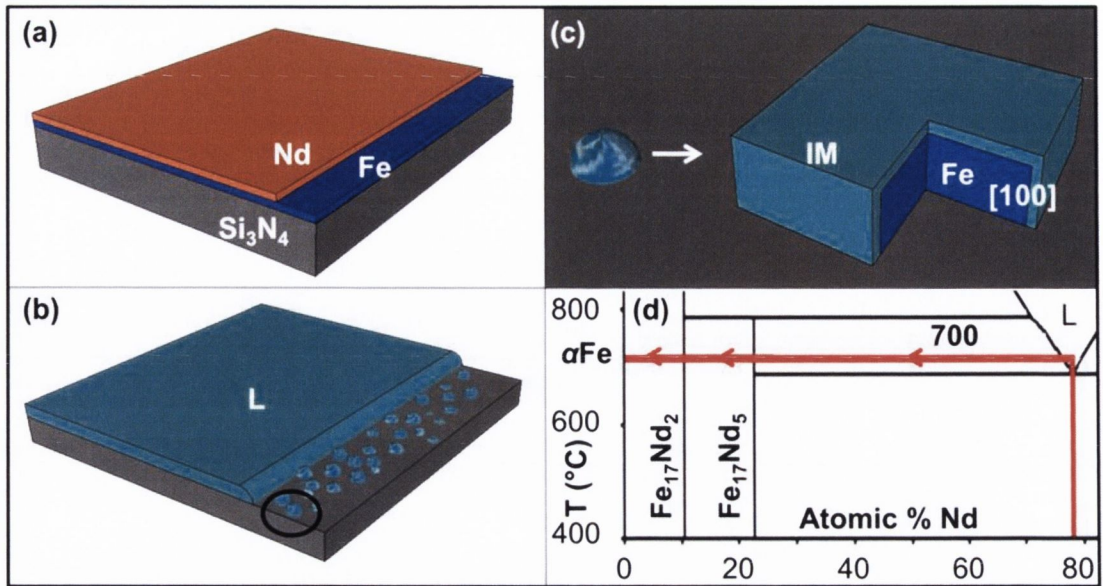 (a)
Nd
Fe
Si₃N₄
(b)
L
(c)
IM
Fe
[100]
(d)
800
L
700
αFe
600
T (°C)
Fe₁₇Nd₂
Fe₁₇Nd₅
Atomic % Nd
400
0 20 40 60 80